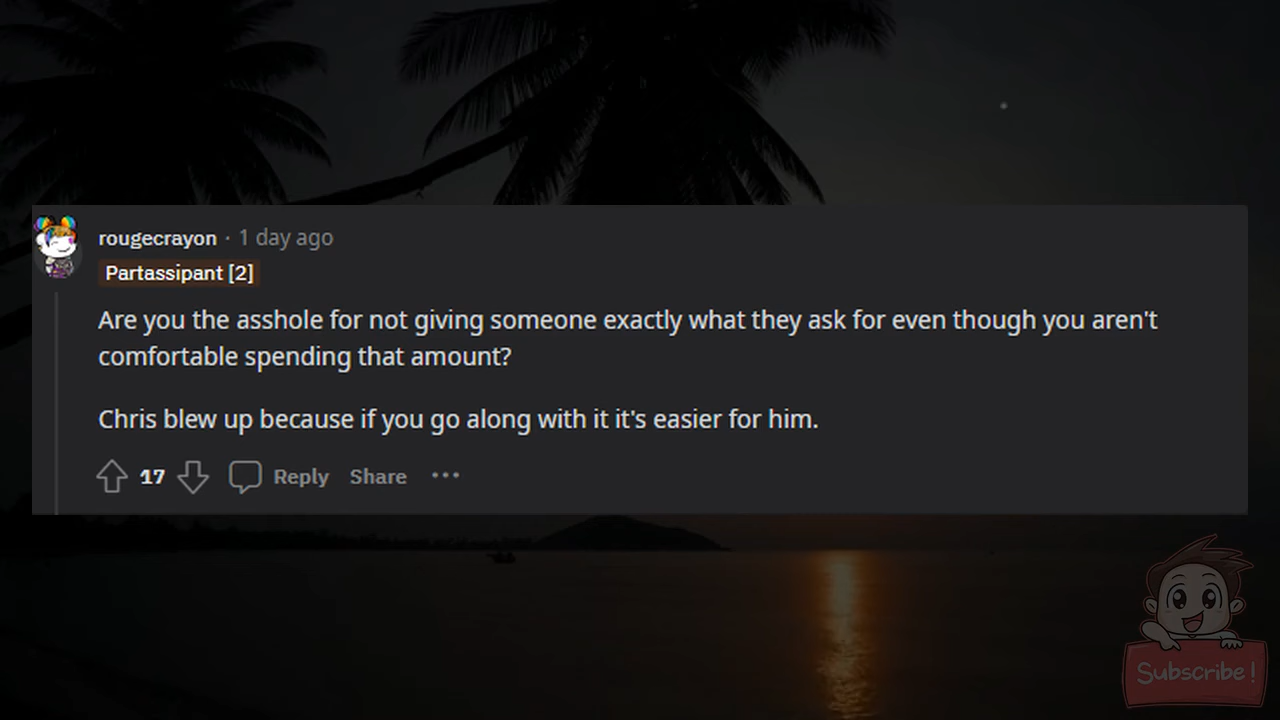 rougecrayon · 1 day ago
Partassipant [2]
Are you the asshole for not giving someone exactly what they ask for even though you aren't
comfortable spending that amount?
Chris blew up because if you go along with it it's easier for him.
17 Reply Share ···
Subscribe!